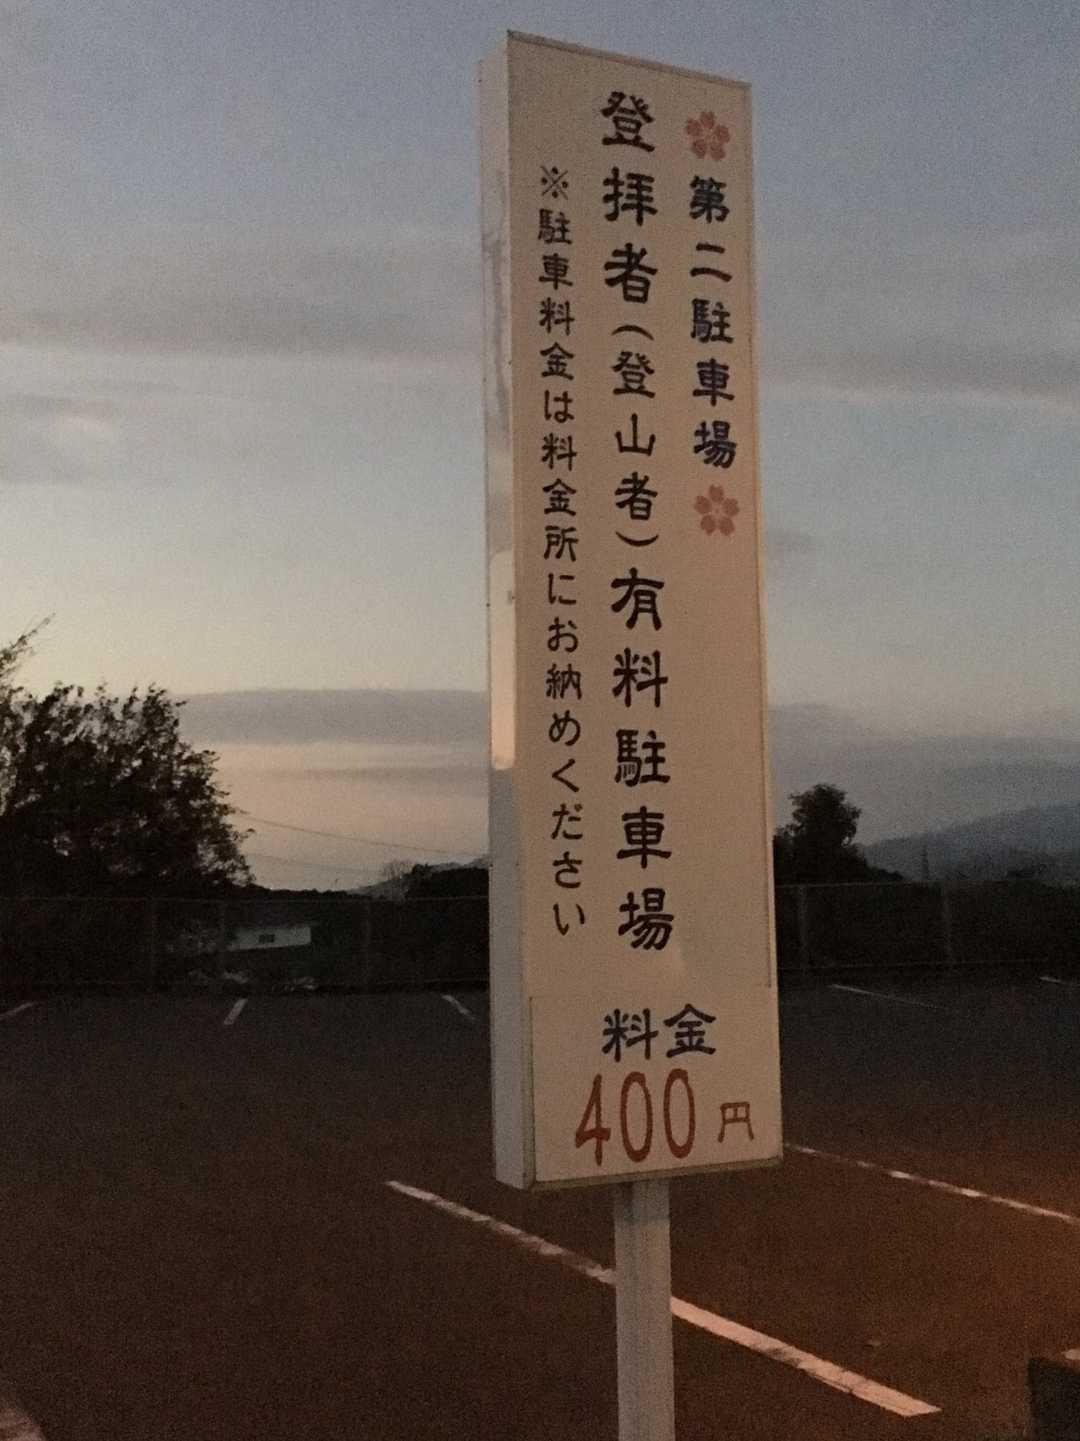 第二駐車場
登拝者(登山者)有料駐車場
※駐車料金は料金所にお納めください
料金
400円